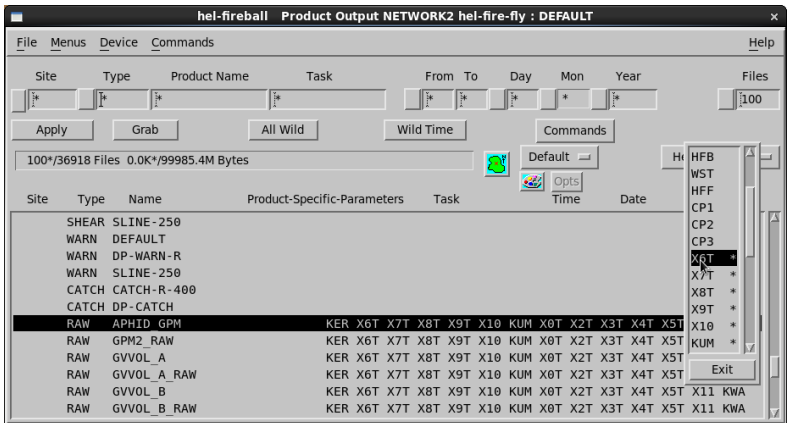 hel-fireball Product Output NETWORK2 hel-fire-fly : DEFAULT ×
File Menus Device Commands Help
Site Type Product Name Task From To Day Mon Year Files
* * * * * * * * * 100
Apply Grab All Wild Wild Time Commands
100*/36918 Files 0.0K*/99985.4M Bytes
Default
Opts
Site Type Name Product-Specific-Parameters Task Time Date
SHEAR SLINE-250
WARN DEFAULT
WARN DP-WARN-R
WARN SLINE-250
CATCH CATCH-R-400
CATCH DP-CATCH
RAW APHID_GPM KER X6T X7T X8T X9T X10 KUM X0T X2T X3T X4T X5T
RAW GPM2_RAW KER X6T X7T X8T X9T X10 KUM X0T X2T X3T X4T X5T
RAW GVVOL_A KER X6T X7T X8T X9T X10 KUM X0T X2T X3T X4T X5T
RAW GVVOL_A_RAW KER X6T X7T X8T X9T X10 KUM X0T X2T X3T X4T X5T
RAW GVVOL_B KER X6T X7T X8T X9T X10 KUM X0T X2T X3T X4T X5T X11 KWA
RAW GVVOL_B_RAW KER X6T X7T X8T X9T X10 KUM X0T X2T X3T X4T X5T X11 KWA
HFB
WST
HFF
CP1
CP2
CP3
X6T *
X7T *
X8T *
X9T *
X10 *
KUM *
Exit